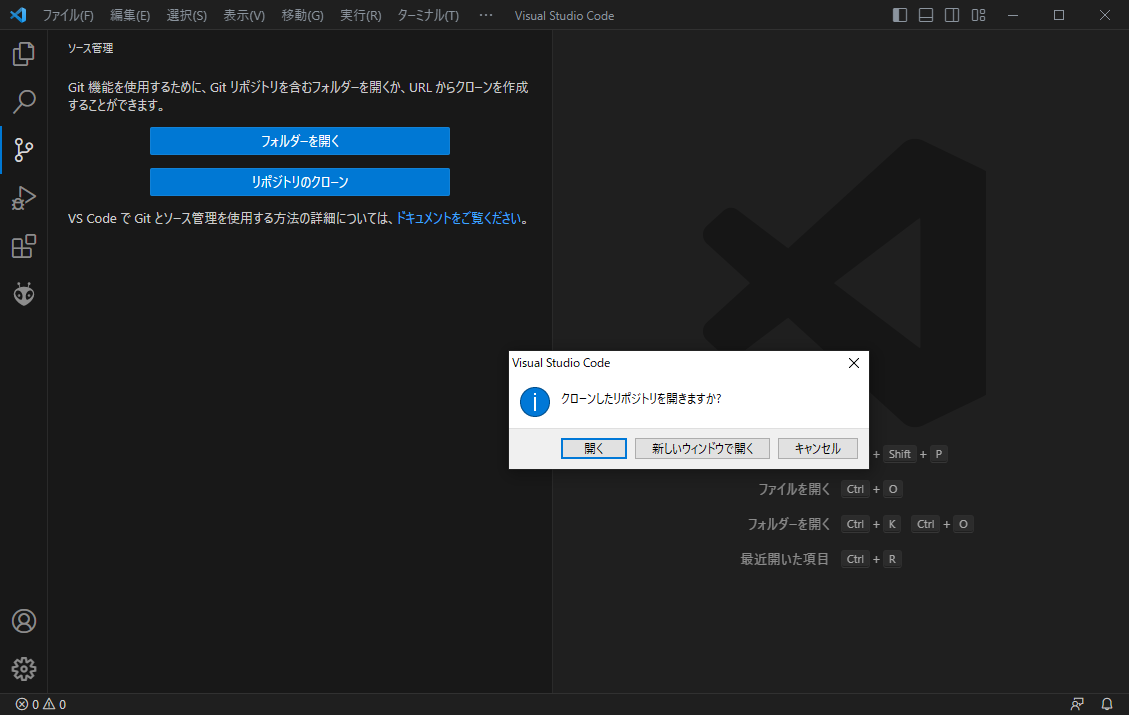 ファイル(F) 編集(E) 選択(S) 表示(V) 移動(G) 実行(R) ターミナル(T) ··· Visual Studio Code
ソース管理
Git 機能を使用するために、Git リポジトリを含むフォルダーを開くか、URL からクローンを作成
することができます。
フォルダーを開く
リポジトリのクローン
VS Code で Git とソース管理を使用する方法の詳細については、ドキュメントをご覧ください。
Visual Studio Code
クローンしたリポジトリを開きますか?
開く 新しいウィンドウで開く キャンセル
+ Shift + P
ファイルを開く Ctrl + O
フォルダーを開く Ctrl + K Ctrl + O
最近開いた項目 Ctrl + R
0 0